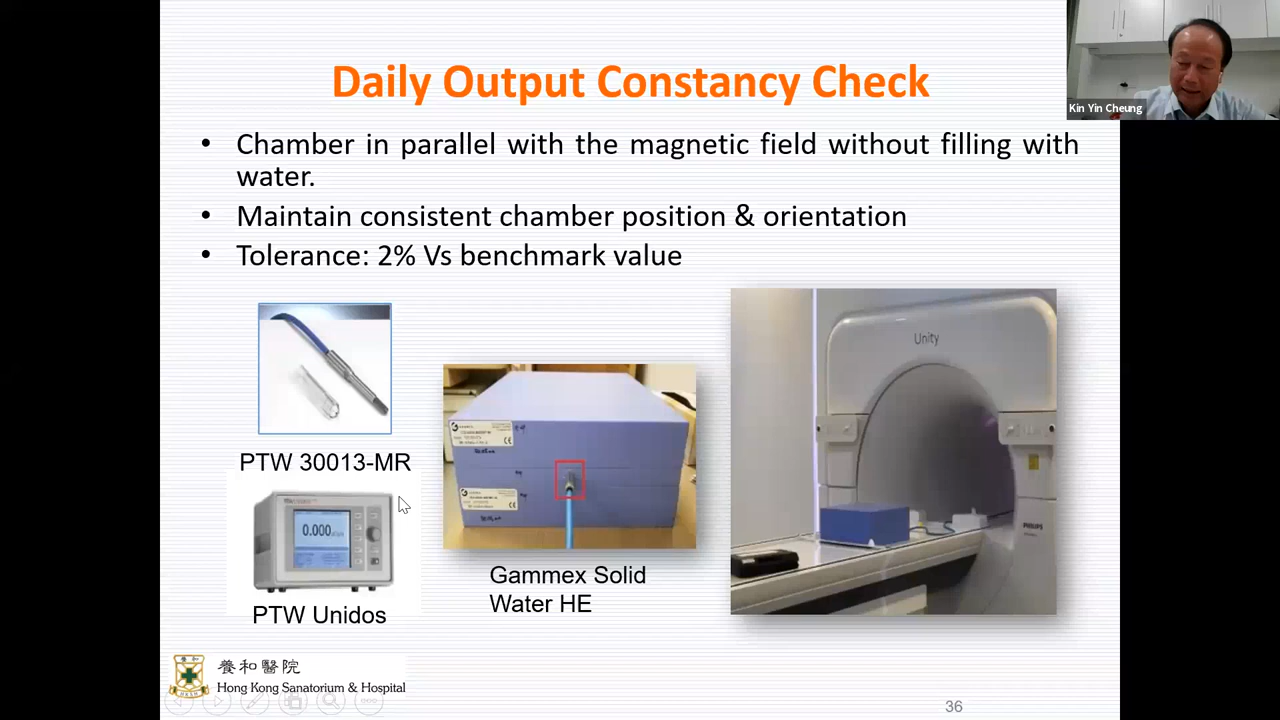 Daily Output Constancy Check
Kin Yin Cheung
• Chamber in parallel with the magnetic field without filling with
water.
• Maintain consistent chamber position & orientation
• Tolerance: 2% Vs benchmark value
Unity
PHILIPS
PTW 30013-MR
0.000
PTW Unidos
Gammex Solid
Water HE
養和醫院
Hong Kong Sanatorium & Hospital
36